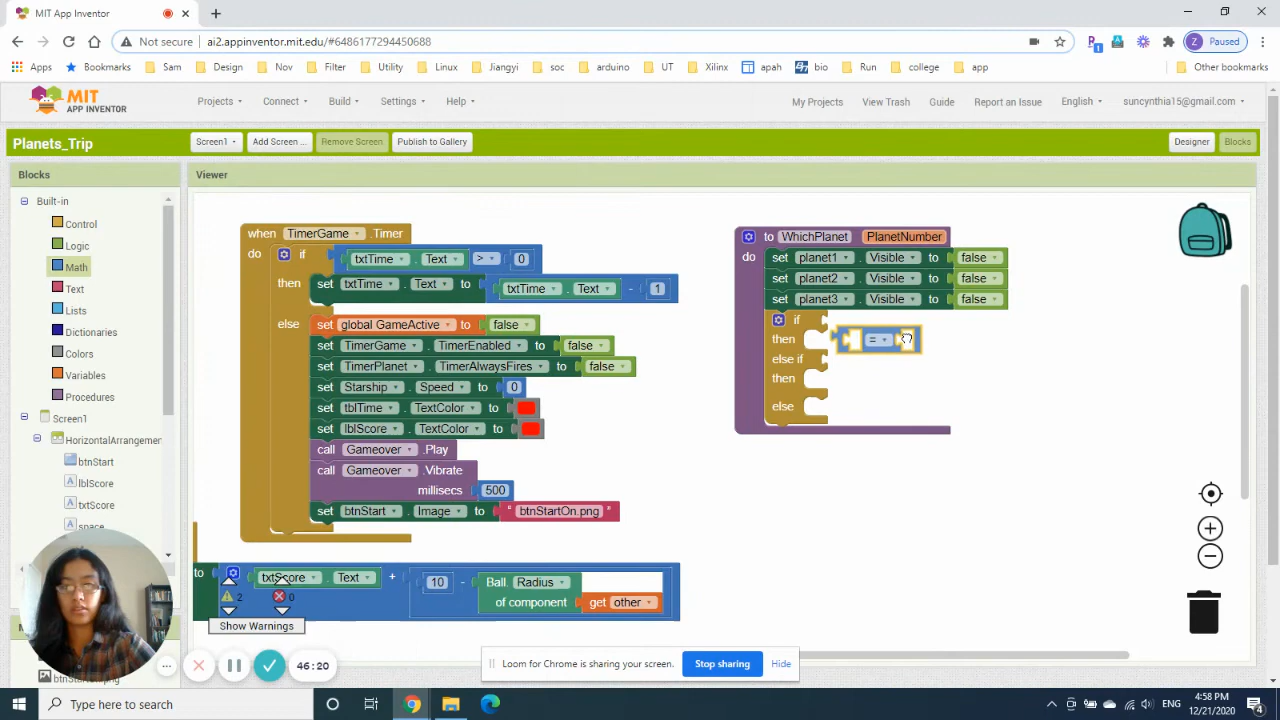 MIT App Inventor
Not secure
ai2.appinventor.mit.edu/#6486177294450688
1
Z Paused
Apps Bookmarks Sam Design Nov Filter Utility Linux Jiangyi soc arduino UT Xilinx apah bio Run college app Other bookmarks
MIT
APP INVENTOR
Projects Connect Build Settings Help My Projects View Trash Guide Report an Issue English suncynthia15@gmail.com
Planets_Trip Screen1 Add Screen ... Remove Screen Publish to Gallery Designer Blocks
Blocks
Built-in
Control
Logic
Math
Text
Lists
Dictionaries
Colors
Variables
Procedures
Screen1
HorizontalArrangemen
btnStart
lblScore
txtScore
space
Viewer
when TimerGame .Timer
do if txtTime . Text > 0
then set txtTime . Text to txtTime . Text - 1
else set global GameActive to false
set TimerGame . TimerEnabled to false
set TimerPlanet . TimerAlwaysFires to false
set Starship . Speed to 0
set tblTime . TextColor to
set lblScore . TextColor to
call Gameover .Play
call Gameover .Vibrate
millisecs 500
set btnStart . Image to " btnStartOn.png "
to txtScore . Text + 10 - Ball. Radius
of component get other
to WhichPlanet PlanetNumber
do set planet1 . Visible to false
set planet2 . Visible to false
set planet3 . Visible to false
if
then =
else if
then
else
2 0
Show Warnings
46:20
Loom for Chrome is sharing your screen. Stop sharing Hide
Type here to search
ENG
4:58 PM
12/21/2020
4